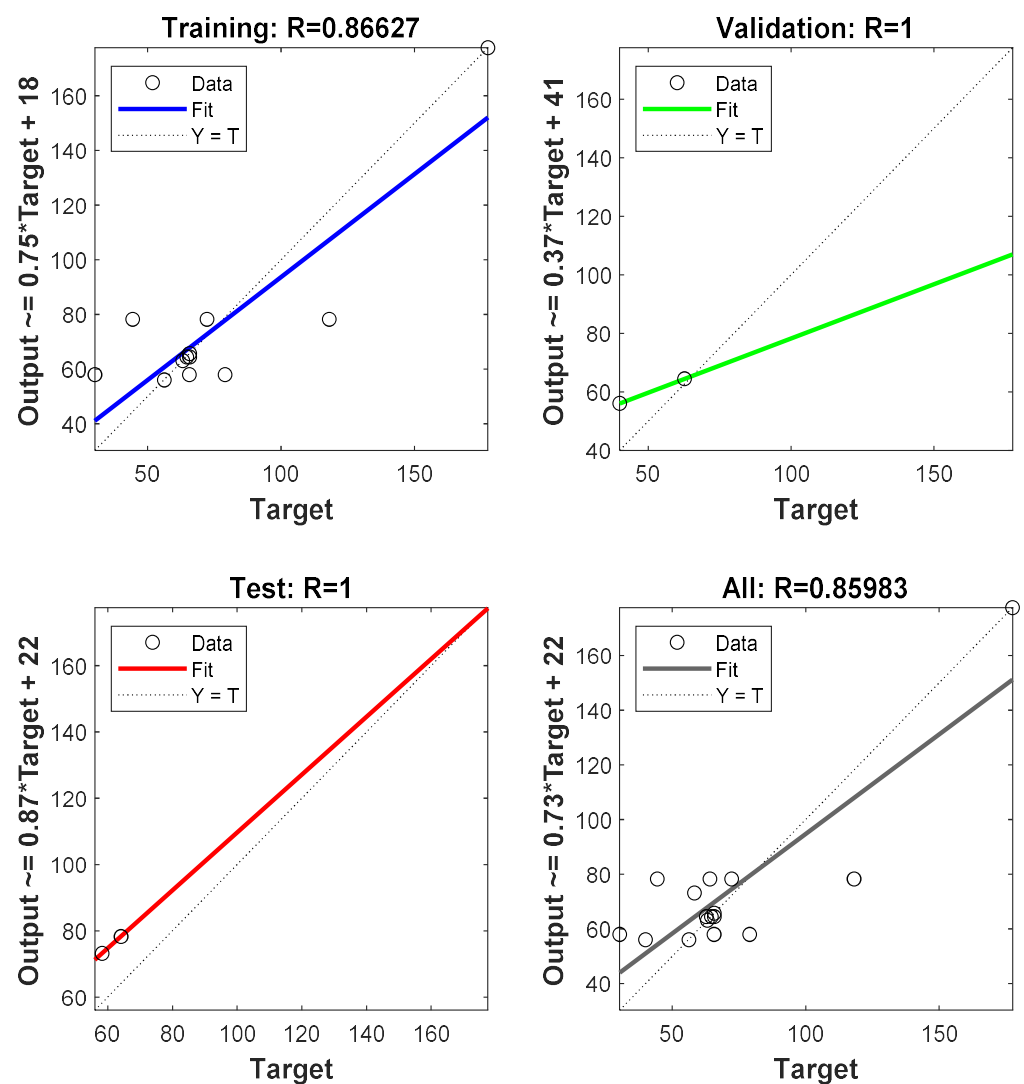 Training: R=0.86627
Output ~= 0.75*Target + 18
160
140
120
100
80
60
40
Data
Fit
Y = T
50
100
150
Target
Validation: R=1
Output ~= 0.37*Target + 41
160
140
120
100
80
60
40
Data
Fit
Y = T
50
100
150
Target
Test: R=1
Output ~= 0.87*Target + 22
160
140
120
100
80
60
Data
Fit
Y = T
60
80
100
120
140
160
Target
All: R=0.85983
Output ~= 0.73*Target + 22
160
140
120
100
80
60
40
Data
Fit
Y = T
50
100
150
Target